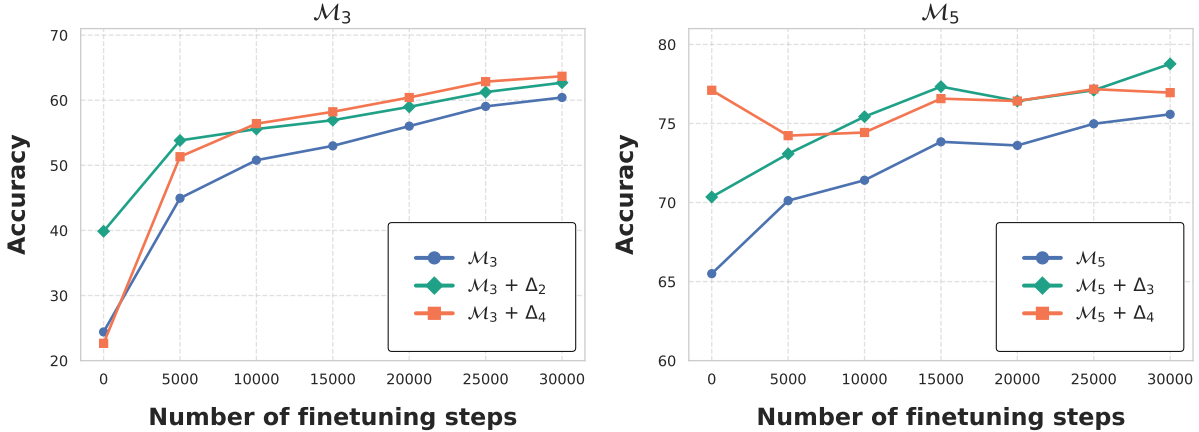 ℳ₃
70
60
50
40
30
20
0 5000 10000 15000 20000 25000 30000
Accuracy
Number of finetuning steps
ℳ₃
ℳ₃ + Δ₂
ℳ₃ + Δ₄
ℳ₅
80
75
70
65
60
0 5000 10000 15000 20000 25000 30000
Accuracy
Number of finetuning steps
ℳ₅
ℳ₅ + Δ₃
ℳ₅ + Δ₄